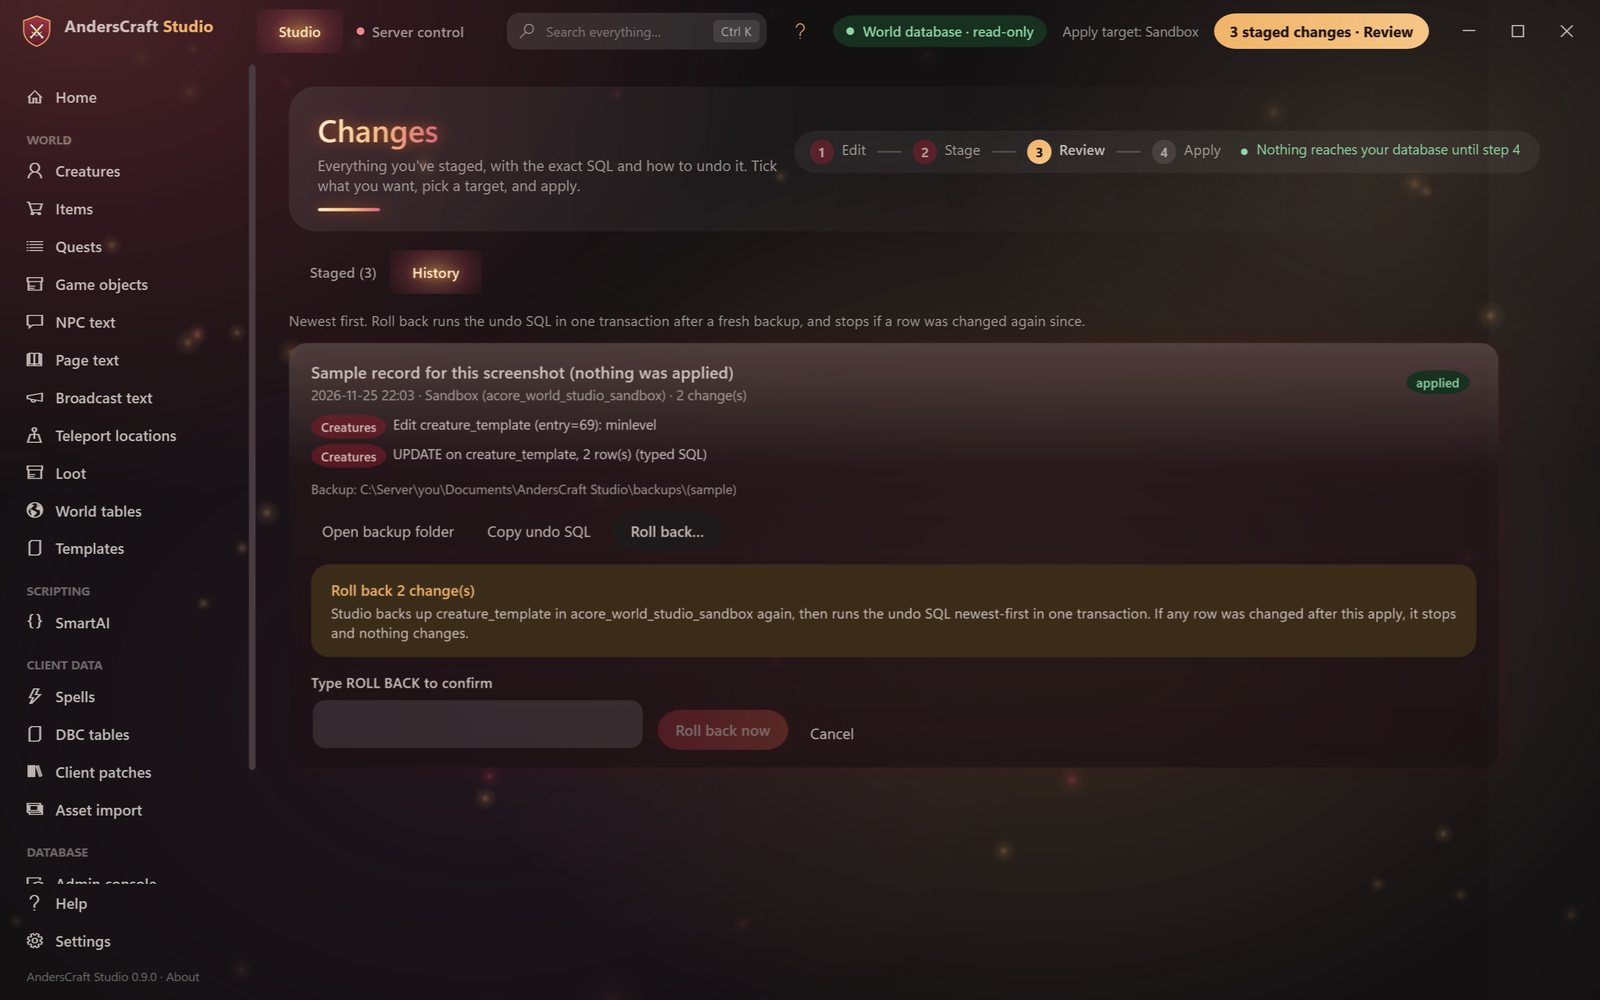 AndersCraft Studio
Studio
Server control
Search everything...
Ctrl K
?
World database · read-only
Apply target: Sandbox
3 staged changes · Review
Home
WORLD
Creatures
Items
Quests
Game objects
NPC text
Page text
Broadcast text
Teleport locations
Loot
World tables
Templates
SCRIPTING
SmartAI
CLIENT DATA
Spells
DBC tables
Client patches
Asset import
DATABASE
Admin console
Help
Settings
AndersCraft Studio 0.9.0 · About
Changes
Everything you've staged, with the exact SQL and how to undo it. Tick
what you want, pick a target, and apply.
1 Edit
2 Stage
3 Review
4 Apply
Nothing reaches your database until step 4
Staged (3)
History
Newest first. Roll back runs the undo SQL in one transaction after a fresh backup, and stops if a row was changed again since.
Sample record for this screenshot (nothing was applied)
applied
2026-11-25 22:03 · Sandbox (acore_world_studio_sandbox) · 2 change(s)
Creatures Edit creature_template (entry=69): minlevel
Creatures UPDATE on creature_template, 2 row(s) (typed SQL)
Backup: C:\Server\you\Documents\AndersCraft Studio\backups\(sample)
Open backup folder
Copy undo SQL
Roll back...
Roll back 2 change(s)
Studio backs up creature_template in acore_world_studio_sandbox again, then runs the undo SQL newest-first in one transaction. If any row was changed after this apply, it stops
and nothing changes.
Type ROLL BACK to confirm
Roll back now
Cancel